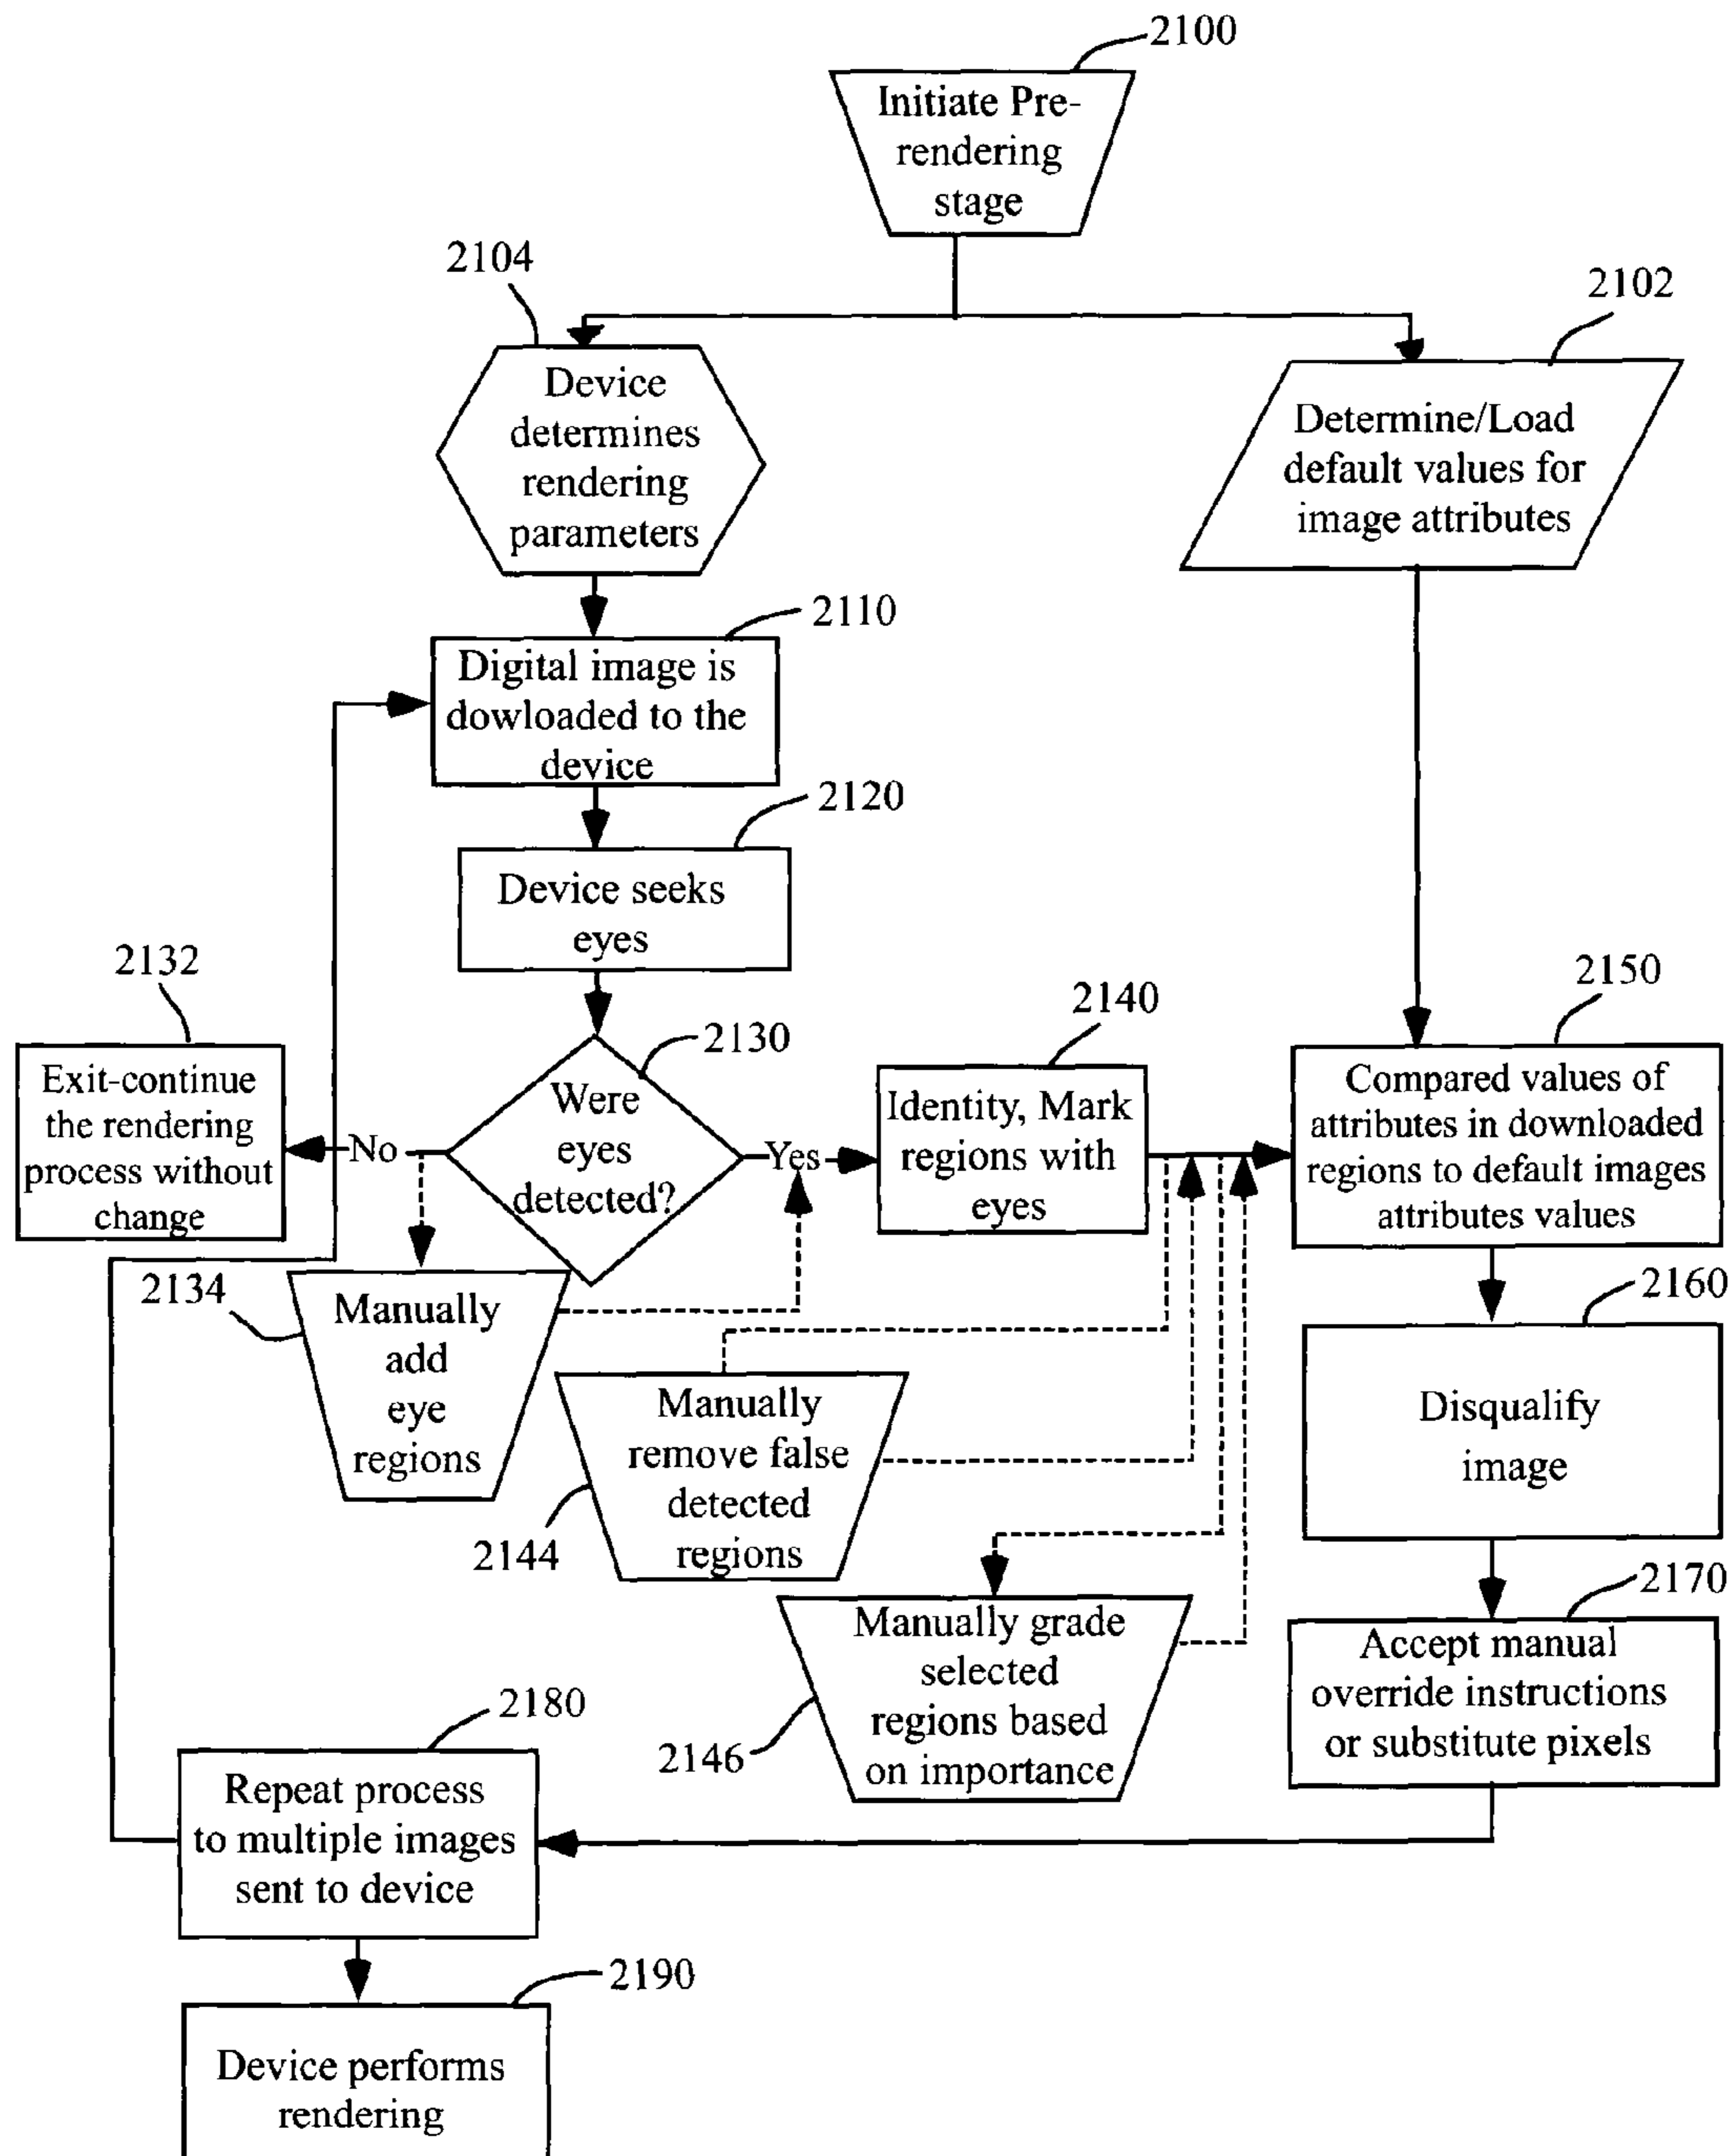 2100
Initiate Pre-
rendering
stage
2104
2102
Device
determines
rendering
parameters
Determine/Load
default values for
image attributes
2110
Digital image is
dowloaded to the
device
2120
Device seeks
eyes
2132
Exit-continue
the rendering
process without
change
No
2130
Were
eyes
detected?
Yes
2140
Identity, Mark
regions with
eyes
2150
Compared values of
attributes in downloaded
regions to default images
attributes values
2134
Manually
add
eye
regions
2144
Manually
remove false
detected
regions
2160
Disqualify
image
2146
Manually grade
selected
regions based
on importance
2170
Accept manual
override instructions
or substitute pixels
2180
Repeat process
to multiple images
sent to device
2190
Device performs
rendering